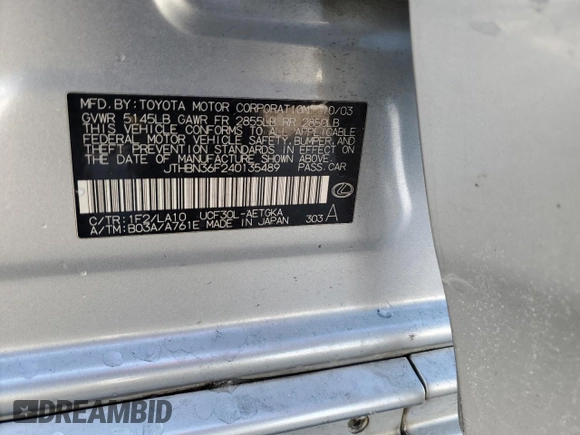 MFD. BY: TOYOTA MOTOR CORPORATION 10/03
GVWR 5145LB GAWR FR 2855LB RR 2850LB
THIS VEHICLE CONFORMS TO ALL APPLICABLE
FEDERAL MOTOR VEHICLE SAFETY, BUMPER, AND
THEFT PREVENTION STANDARDS IN EFFECT ON
THE DATE OF MANUFACTURE SHOWN ABOVE.
JTHBN36F240135489 PASS. CAR
C/TR: 1F2/LA10 UCF30L-AETGKA
A/TM: B03A/A761E MADE IN JAPAN 303 A
DREAMBID